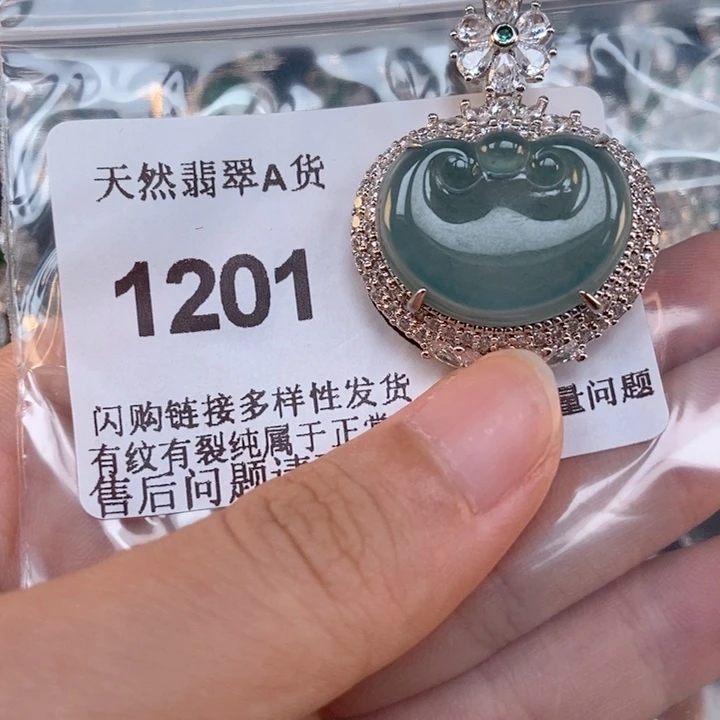 天然翡翠A货
1201
闪购链接多样性发货
有纹有裂纯属于正常 量问题
售后问题请